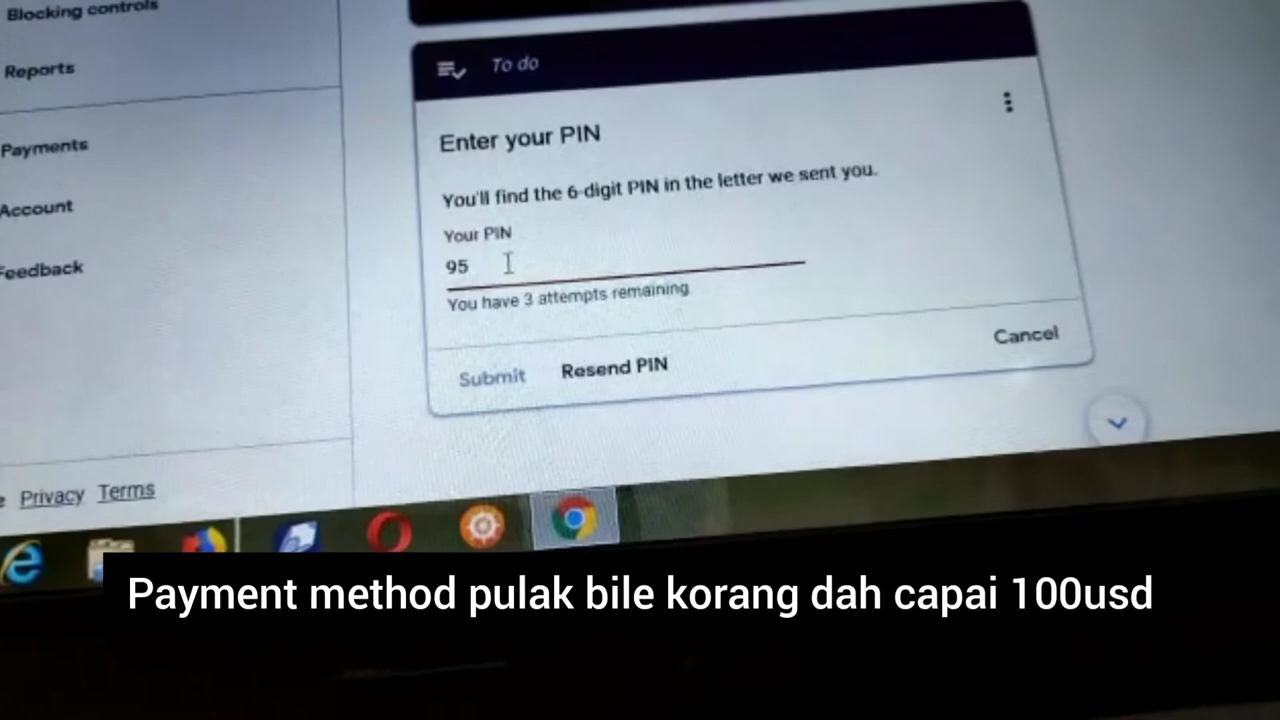 Blocking controls
Reports
Payments
Account
Feedback
Privacy Terms
To do
Enter your PIN
You'll find the 6-digit PIN in the letter we sent you.
Your PIN
95
You have 3 attempts remaining
Submit Resend PIN Cancel
Payment method pulak bile korang dah capai 100usd